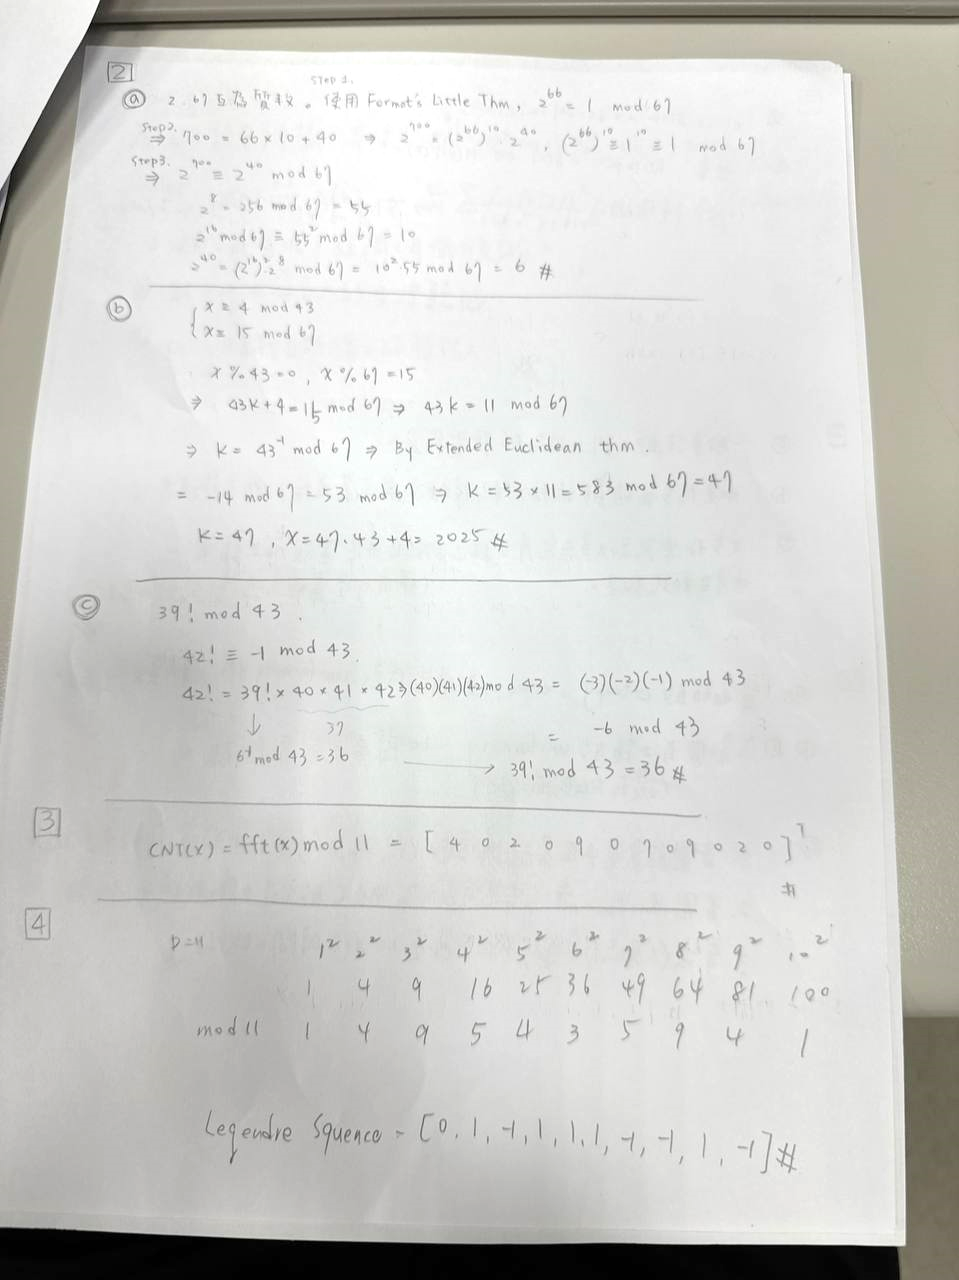 2
Step 1.
ⓐ 2.67互為質數。使用 Format's Little Thm, 2^66 = 1 mod 67
Step2. ⇒ 700 = 66×10+40 ⇒ 2^700 = (2^66)^10 · 2^40, (2^66)^10 ≡ 1^10 ≡ 1 mod 67
Step3. ⇒ 2^700 ≡ 2^40 mod 67
2^8 = 256 mod 67 = 55
2^16 mod 67 ≡ 55^2 mod 67 = 10
2^40 = (2^16)^2·2^8 mod 67 = 10^2·55 mod 67 = 6 #
ⓑ { x ≡ 4 mod 43
x ≡ 15 mod 67
x % 43 = 0, x % 67 = 15
⇒ 43k+4 = 15 mod 67 ⇒ 43k = 11 mod 67
⇒ k = 43^-1 mod 67 ⇒ By Extended Euclidean thm.
= -14 mod 67 = 53 mod 67 ⇒ k = 53×11 = 583 mod 67 = 47
k = 47, x = 47·43+4 = 2025 #
ⓒ 39! mod 43.
42! ≡ -1 mod 43.
42! = 39! × 40 × 41 × 42 ⇒ (40)(41)(42) mod 43 = (-3)(-2)(-1) mod 43
↓ 37 = -6 mod 43
6^-1 mod 43 = 36 → 39! mod 43 = 36 #
3
CNT(x) = fft(x) mod 11 = [4 0 2 0 9 0 7 0 9 0 2 0]^T
#
4
P=11 1^2 2^2 3^2 4^2 5^2 6^2 7^2 8^2 9^2 10^2
1 4 9 16 25 36 49 64 81 100
mod 11 1 4 9 5 4 3 5 9 4 1
Legendre Squence = [0, 1, -1, 1, 1, 1, -1, -1, 1, -1] #